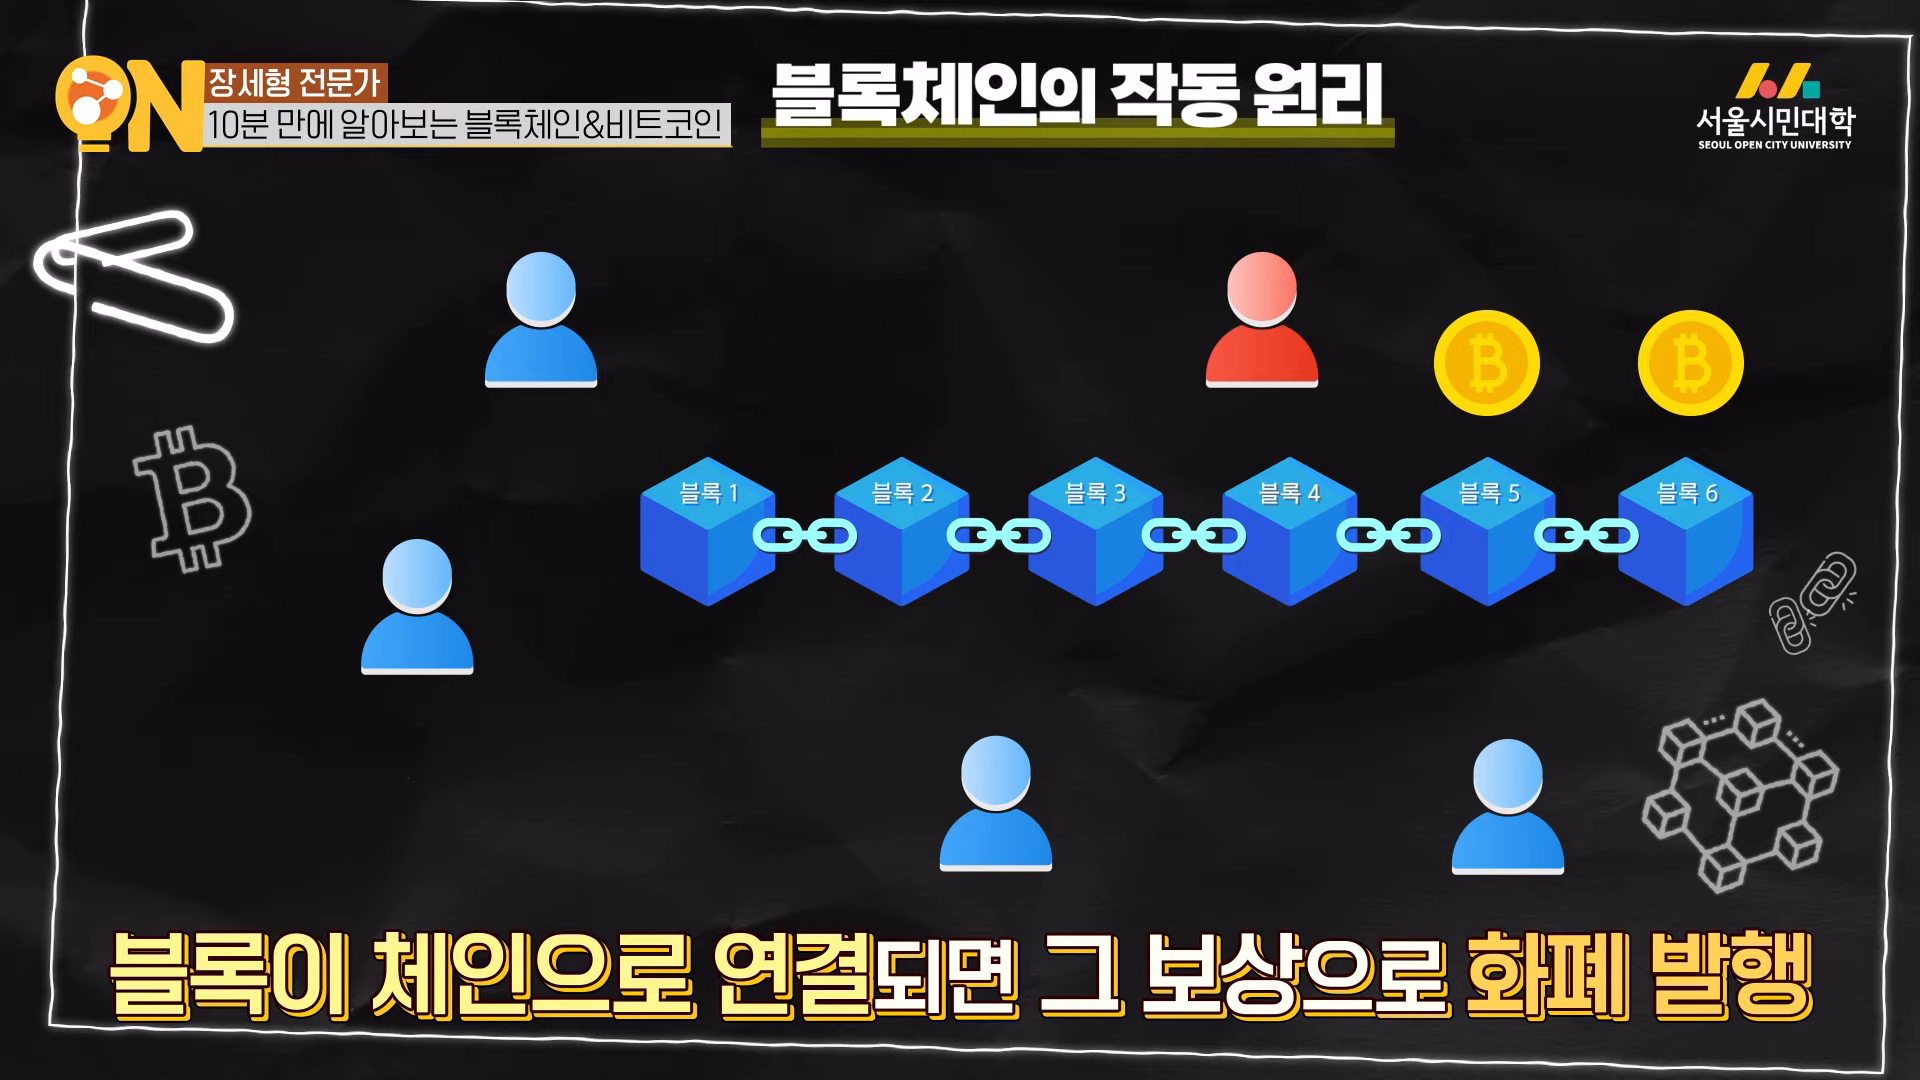 ON
장세형 전문가
10분 만에 알아보는 블록체인&비트코인
블록체인의 작동 원리
서울시민대학
SEOUL OPEN CITY UNIVERSITY
블록 1
블록 2
블록 3
블록 4
블록 5
블록 6
블록이 체인으로 연결되면 그 보상으로 화폐 발행